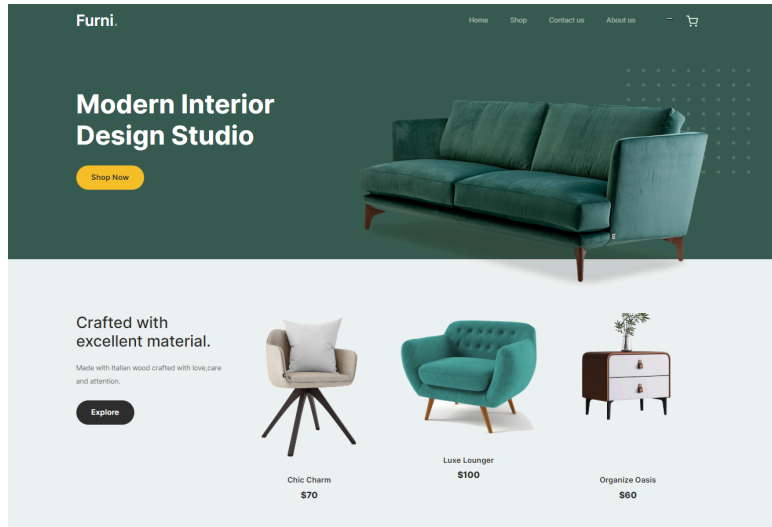 Furni.
Home Shop Contact us About us
Modern Interior
Design Studio
Shop Now
Crafted with
excellent material.
Made with Italian wood crafted with love,care
and attention.
Explore
Chic Charm
$70
Luxe Lounger
$100
Organize Oasis
$60